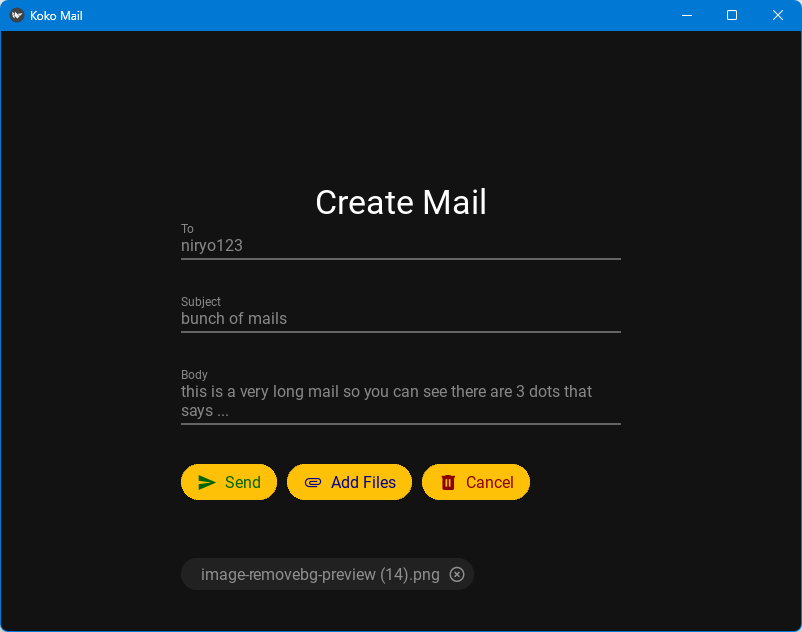 Koko Mail
Create Mail
To
niryo123
Subject
bunch of mails
Body
this is a very long mail so you can see there are 3 dots that
says ...
Send
Add Files
Cancel
image-removebg-preview (14).png